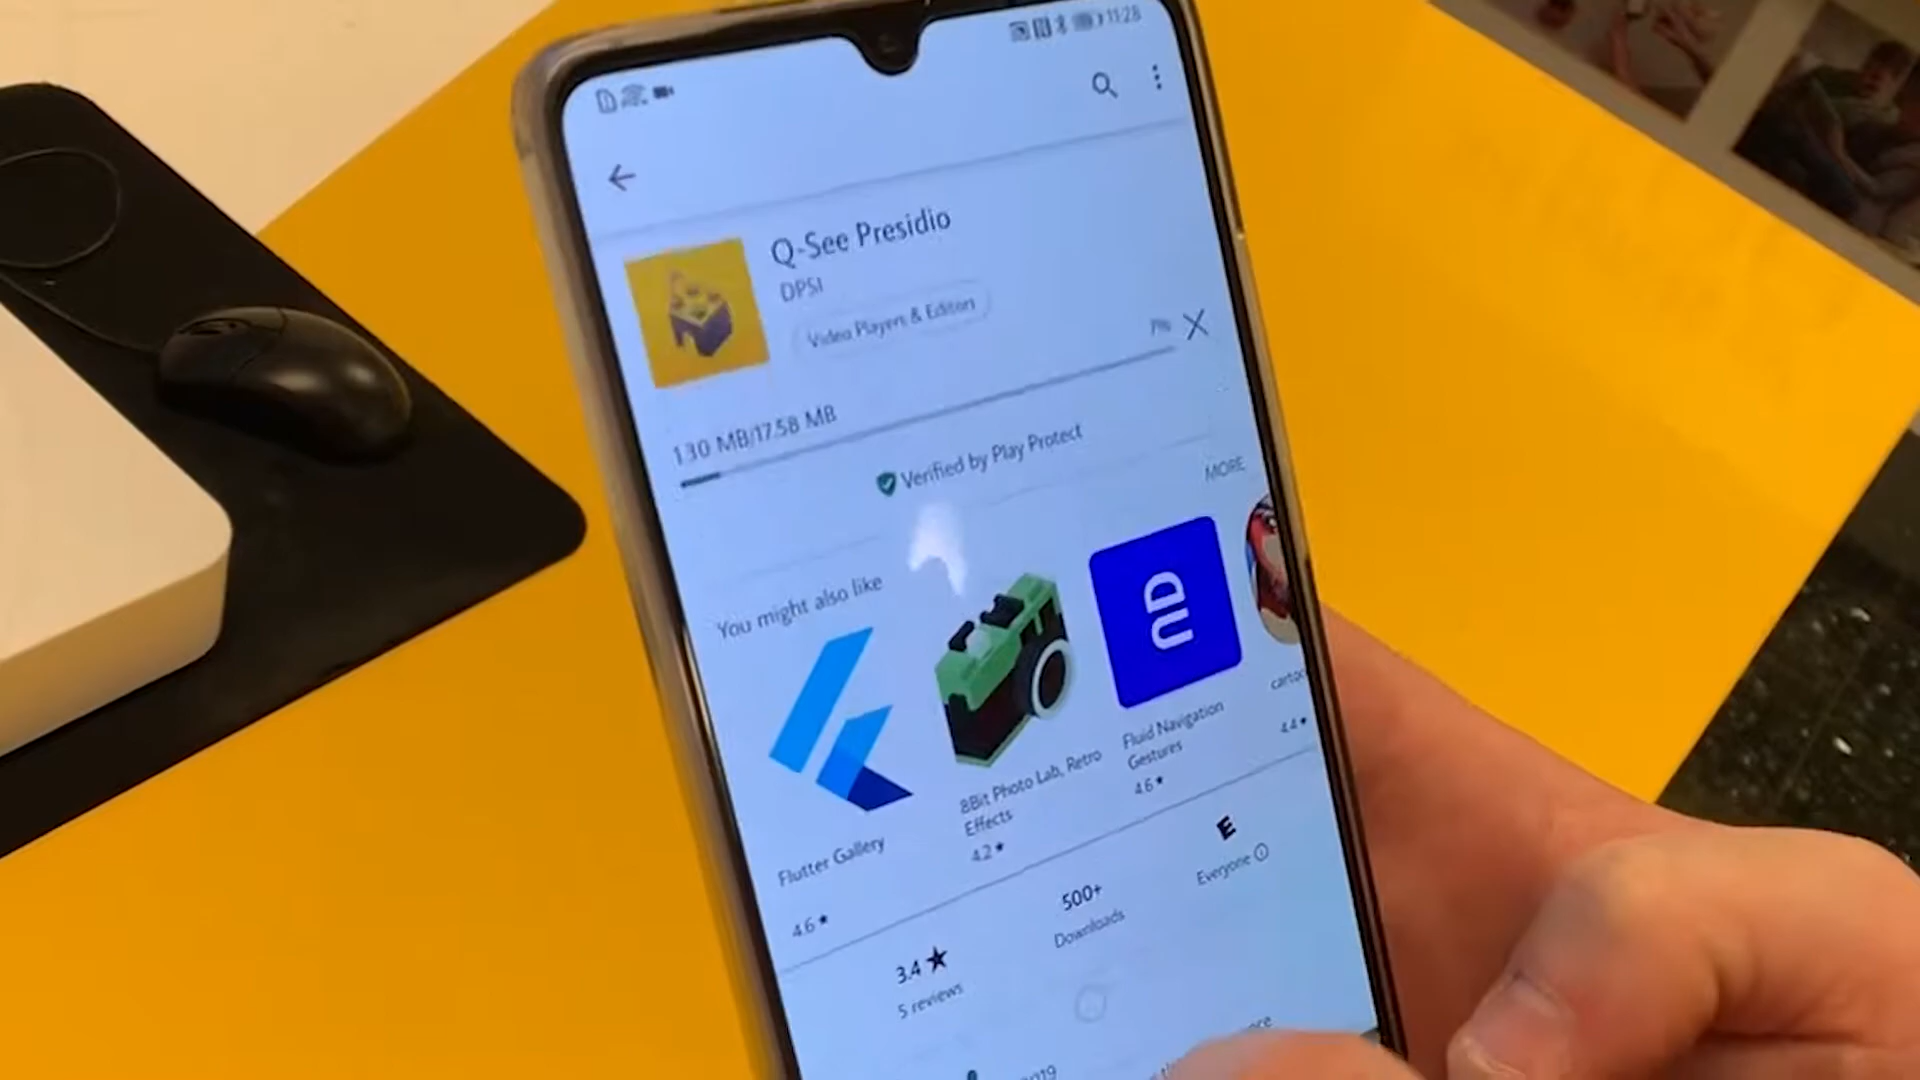 11:28
Q-See Presidio
DPSI
Video Players & Editors
7%
1.30 MB/17.58 MB
Verified by Play Protect
MORE
You might also like
Flutter Gallery
4.6★
8Bit Photo Lab, Retro
Effects
4.2★
Fluid Navigation
Gestures
4.6★
4.4★
3.4★
5 reviews
500+
Downloads
E
Everyone